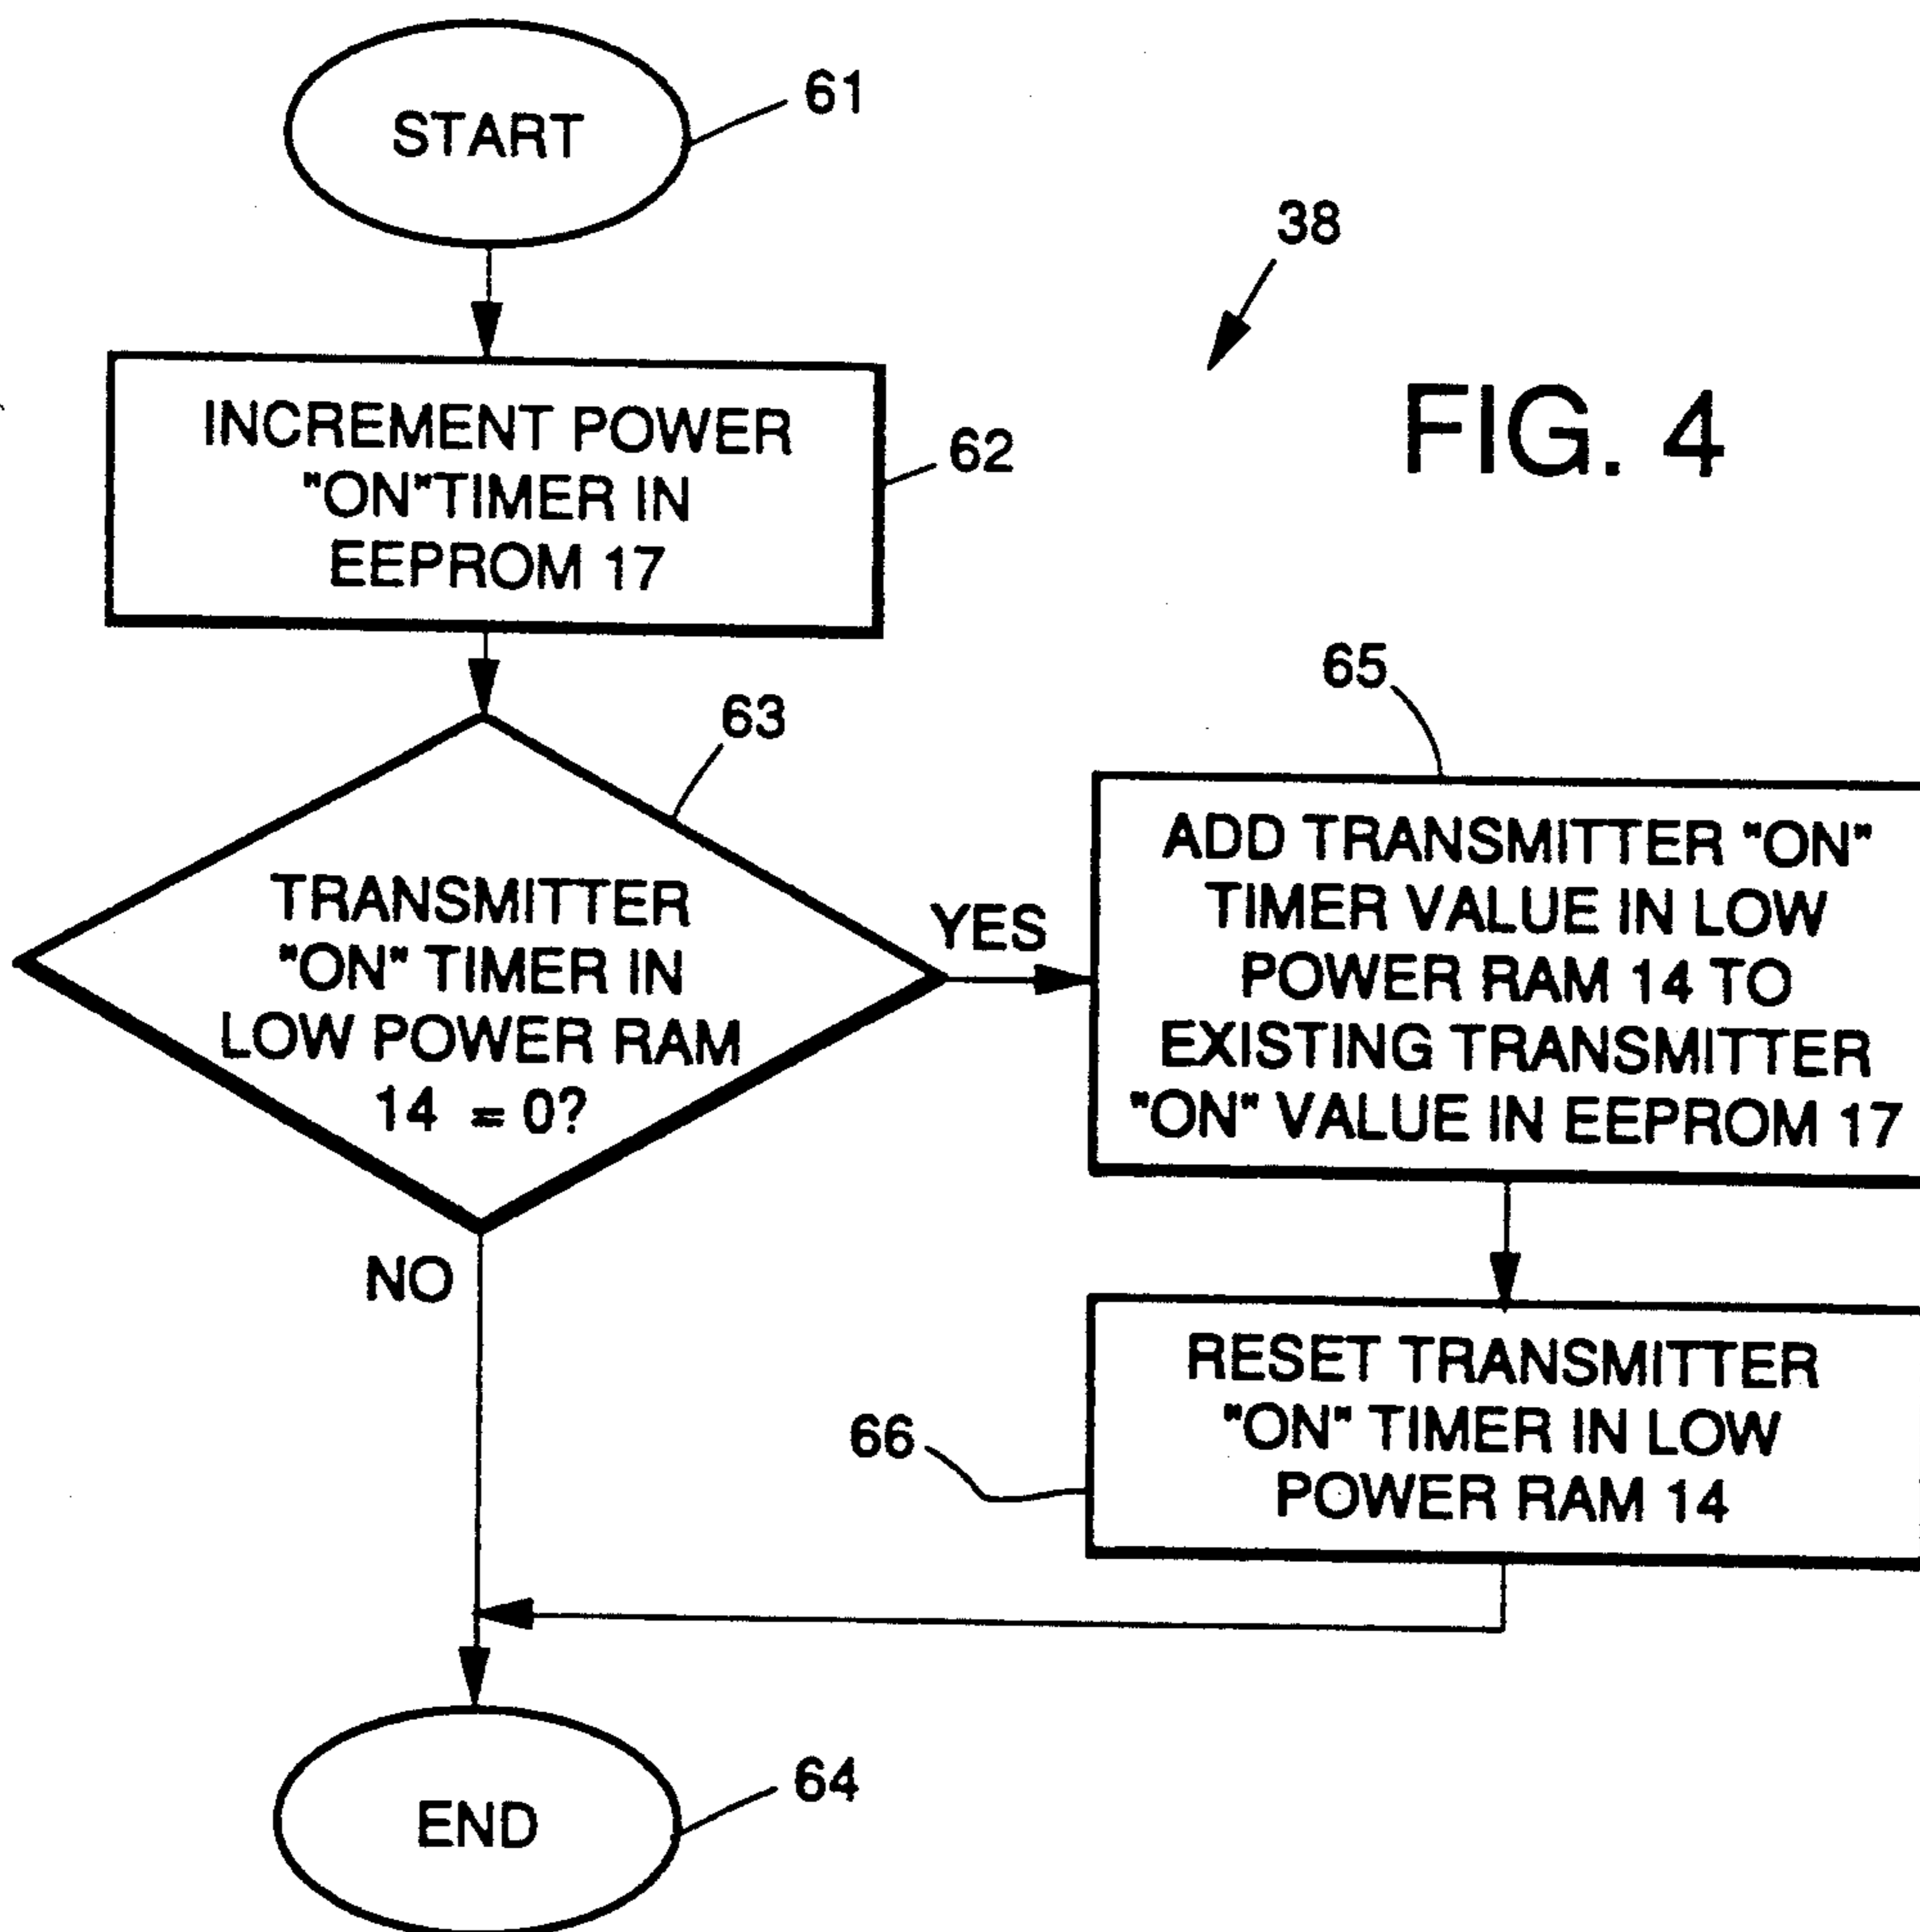 START
61
38
FIG. 4
INCREMENT POWER
"ON"TIMER IN
EEPROM 17
62
63
TRANSMITTER
"ON" TIMER IN
LOW POWER RAM
14 = 0?
YES
NO
65
ADD TRANSMITTER "ON"
TIMER VALUE IN LOW
POWER RAM 14 TO
EXISTING TRANSMITTER
"ON" VALUE IN EEPROM 17
RESET TRANSMITTER
"ON" TIMER IN LOW
POWER RAM 14
66
END
64